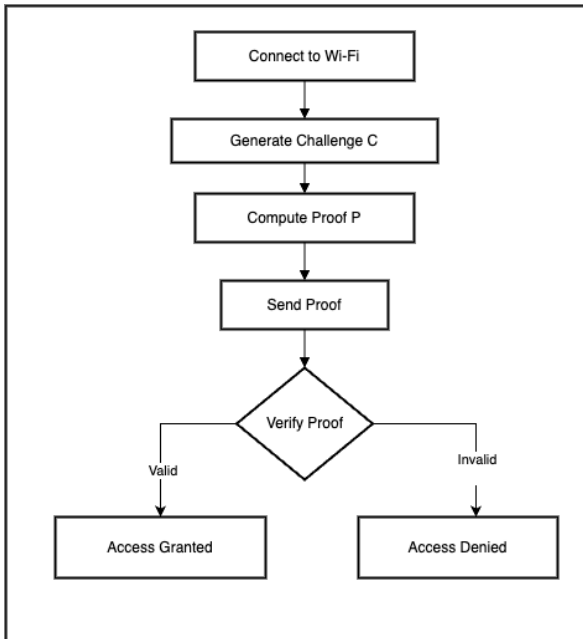 Connect to Wi-Fi
Generate Challenge C
Compute Proof P
Send Proof
Verify Proof
Valid
Invalid
Access Granted
Access Denied